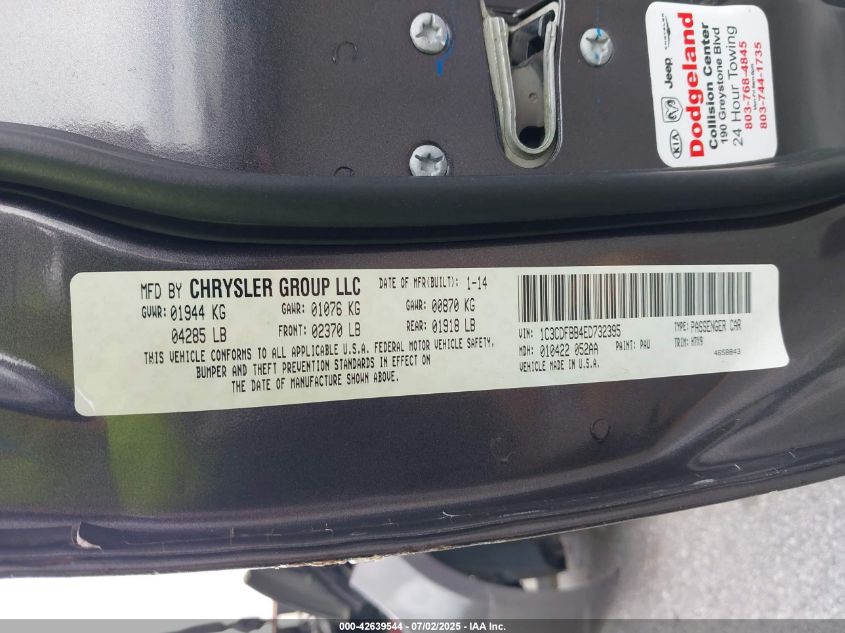 KIA
Jeep
CHRYSLER
Dodgeland
Collision Center
190 Greystone Blvd
24 Hour Towing
803-768-4845
803-744-1735
MFD BY CHRYSLER GROUP LLC DATE OF MFR(BUILT): 1-14
GVWR: 01944 KG GAWR: 01076 KG GAWR: 00870 KG
04285 LB FRONT: 02370 LB REAR: 01918 LB
THIS VEHICLE CONFORMS TO ALL APPLICABLE U.S.A. FEDERAL MOTOR VEHICLE SAFETY,
BUMPER AND THEFT PREVENTION STANDARDS IN EFFECT ON
THE DATE OF MANUFACTURE SHOWN ABOVE.
VIN: 1C3CDFBB4ED732395 TYPE: PASSENGER CAR
MDH: 010422 052AA PAINT: PAU TRIM: H7X9
VEHICLE MADE IN U.S.A. 4658843
000-42639544 - 07/02/2025 - IAA Inc.